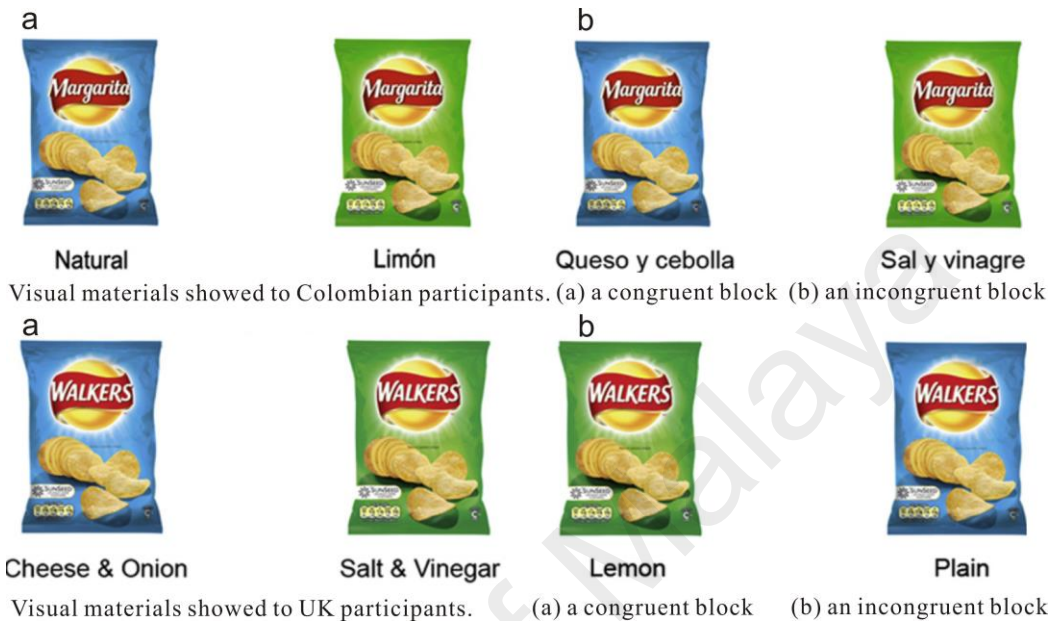 a b
Margarita Margarita Margarita Margarita
Natural Limón Queso y cebolla Sal y vinagre
Visual materials showed to Colombian participants. (a) a congruent block (b) an incongruent block
a b
WALKERS WALKERS WALKERS WALKERS
Cheese & Onion Salt & Vinegar Lemon Plain
Visual materials showed to UK participants. (a) a congruent block (b) an incongruent block
of Malaya